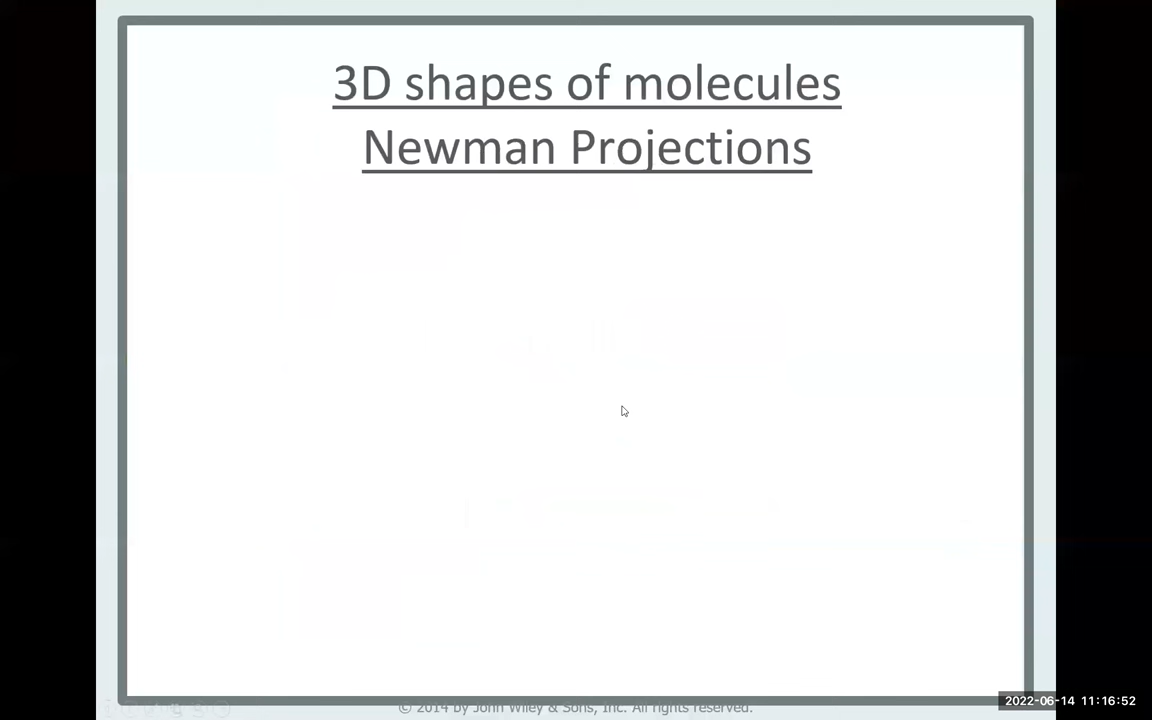 3D shapes of molecules
Newman Projections
© 2014 by John Wiley & Sons, Inc. All rights reserved.
2022-06-14 11:16:52